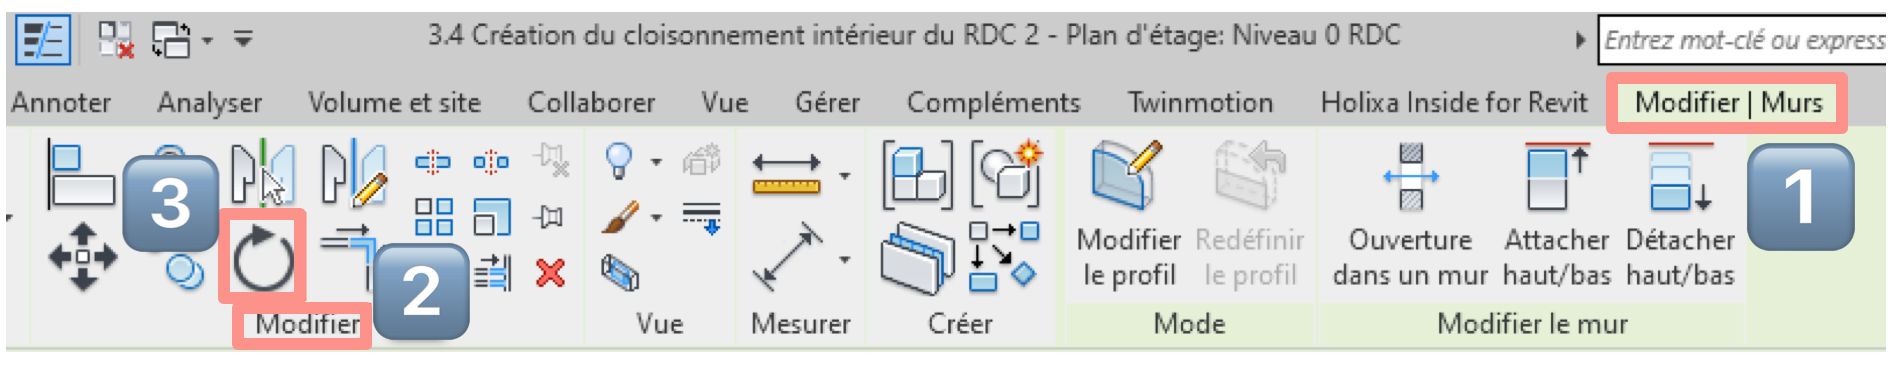 3.4 Création du cloisonnement intérieur du RDC 2 - Plan d'étage: Niveau 0 RDC
Entrez mot-clé ou express
Annoter Analyser Volume et site Collaborer Vue Gérer Compléments Twinmotion Holixa Inside for Revit Modifier | Murs
3
1
2
Modifier le profil
Redéfinir le profil
Ouverture dans un mur
Attacher haut/bas
Détacher haut/bas
Modifier Vue Mesurer Créer Mode Modifier le mur